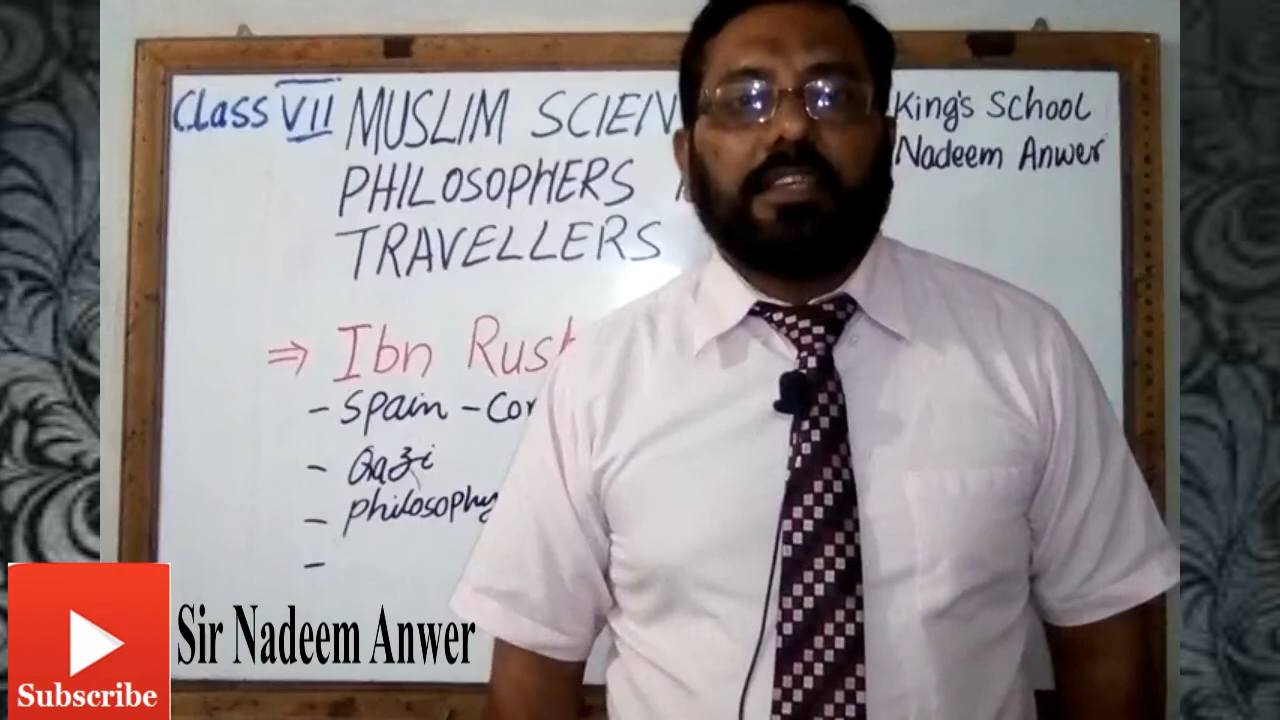 Class VII
MUSLIM SCIEN
PHILOSOPHERS
TRAVELLERS
King's School
Nadeem Anwer
⇒ Ibn Rush
- Spain - Cor
- Qazi
- philosophy
-
Sir Nadeem Anwer
Subscribe